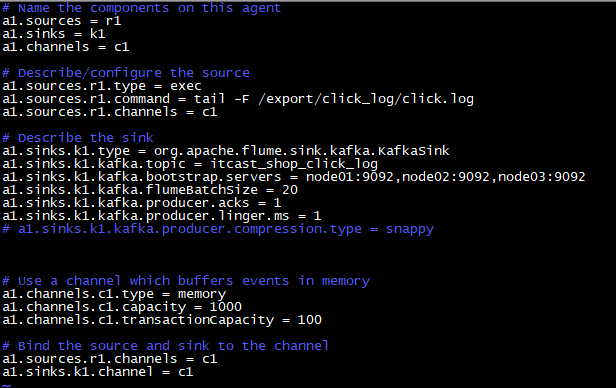 # Name the components on this agent
a1.sources = r1
a1.sinks = k1
a1.channels = c1
# Describe/configure the source
a1.sources.r1.type = exec
a1.sources.r1.command = tail -F /export/click_log/click.log
a1.sources.r1.channels = c1
# Describe the sink
a1.sinks.k1.type = org.apache.flume.sink.kafka.KafkaSink
a1.sinks.k1.kafka.topic = itcast_shop_click_log
a1.sinks.k1.kafka.bootstrap.servers = node01:9092,node02:9092,node03:9092
a1.sinks.k1.kafka.flumeBatchSize = 20
a1.sinks.k1.kafka.producer.acks = 1
a1.sinks.k1.kafka.producer.linger.ms = 1
# a1.sinks.k1.kafka.producer.compression.type = snappy
# Use a channel which buffers events in memory
a1.channels.c1.type = memory
a1.channels.c1.capacity = 1000
a1.channels.c1.transactionCapacity = 100
# Bind the source and sink to the channel
a1.sources.r1.channels = c1
a1.sinks.k1.channel = c1
~